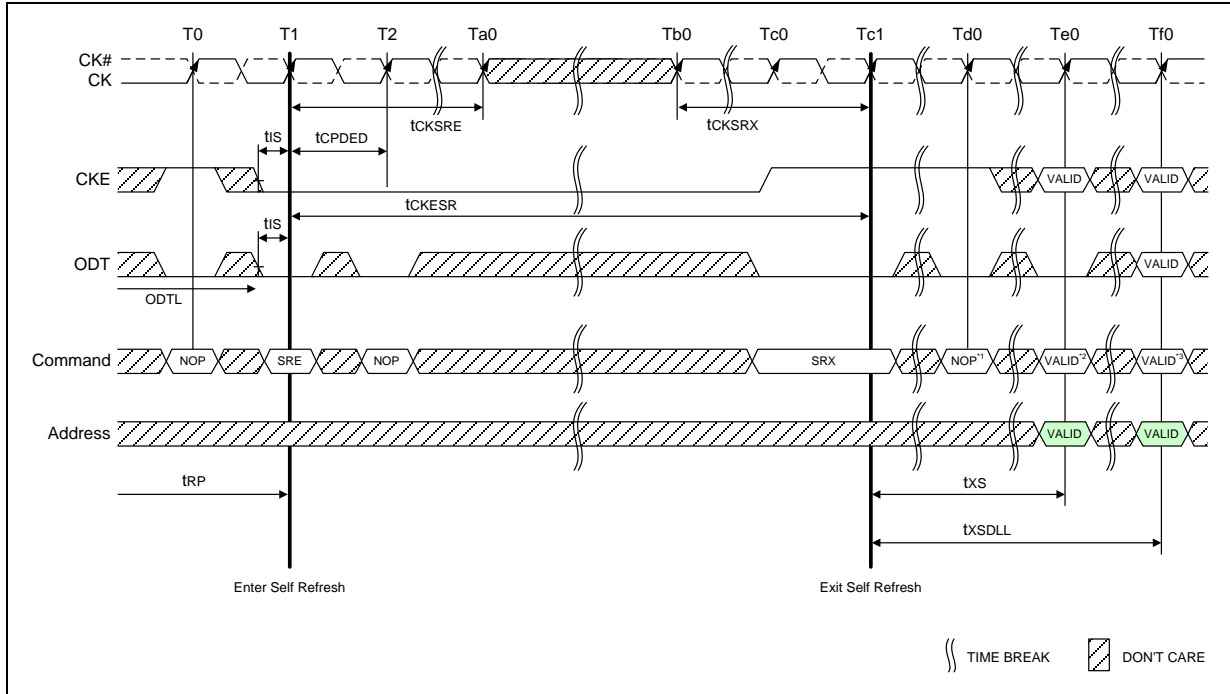 T0 T1 T2 Ta0 Tb0 Tc0 Tc1 Td0 Te0 Tf0
CK#
CK
tCKSRE tCKSRX
tIS tCPDED
CKE VALID VALID
tCKESR
tIS
ODT VALID
ODTL
Command NOP SRE NOP SRX NOP*1 VALID*2 VALID*3
Address VALID VALID
tRP tXS
tXSDLL
Enter Self Refresh Exit Self Refresh
TIME BREAK DON'T CARE